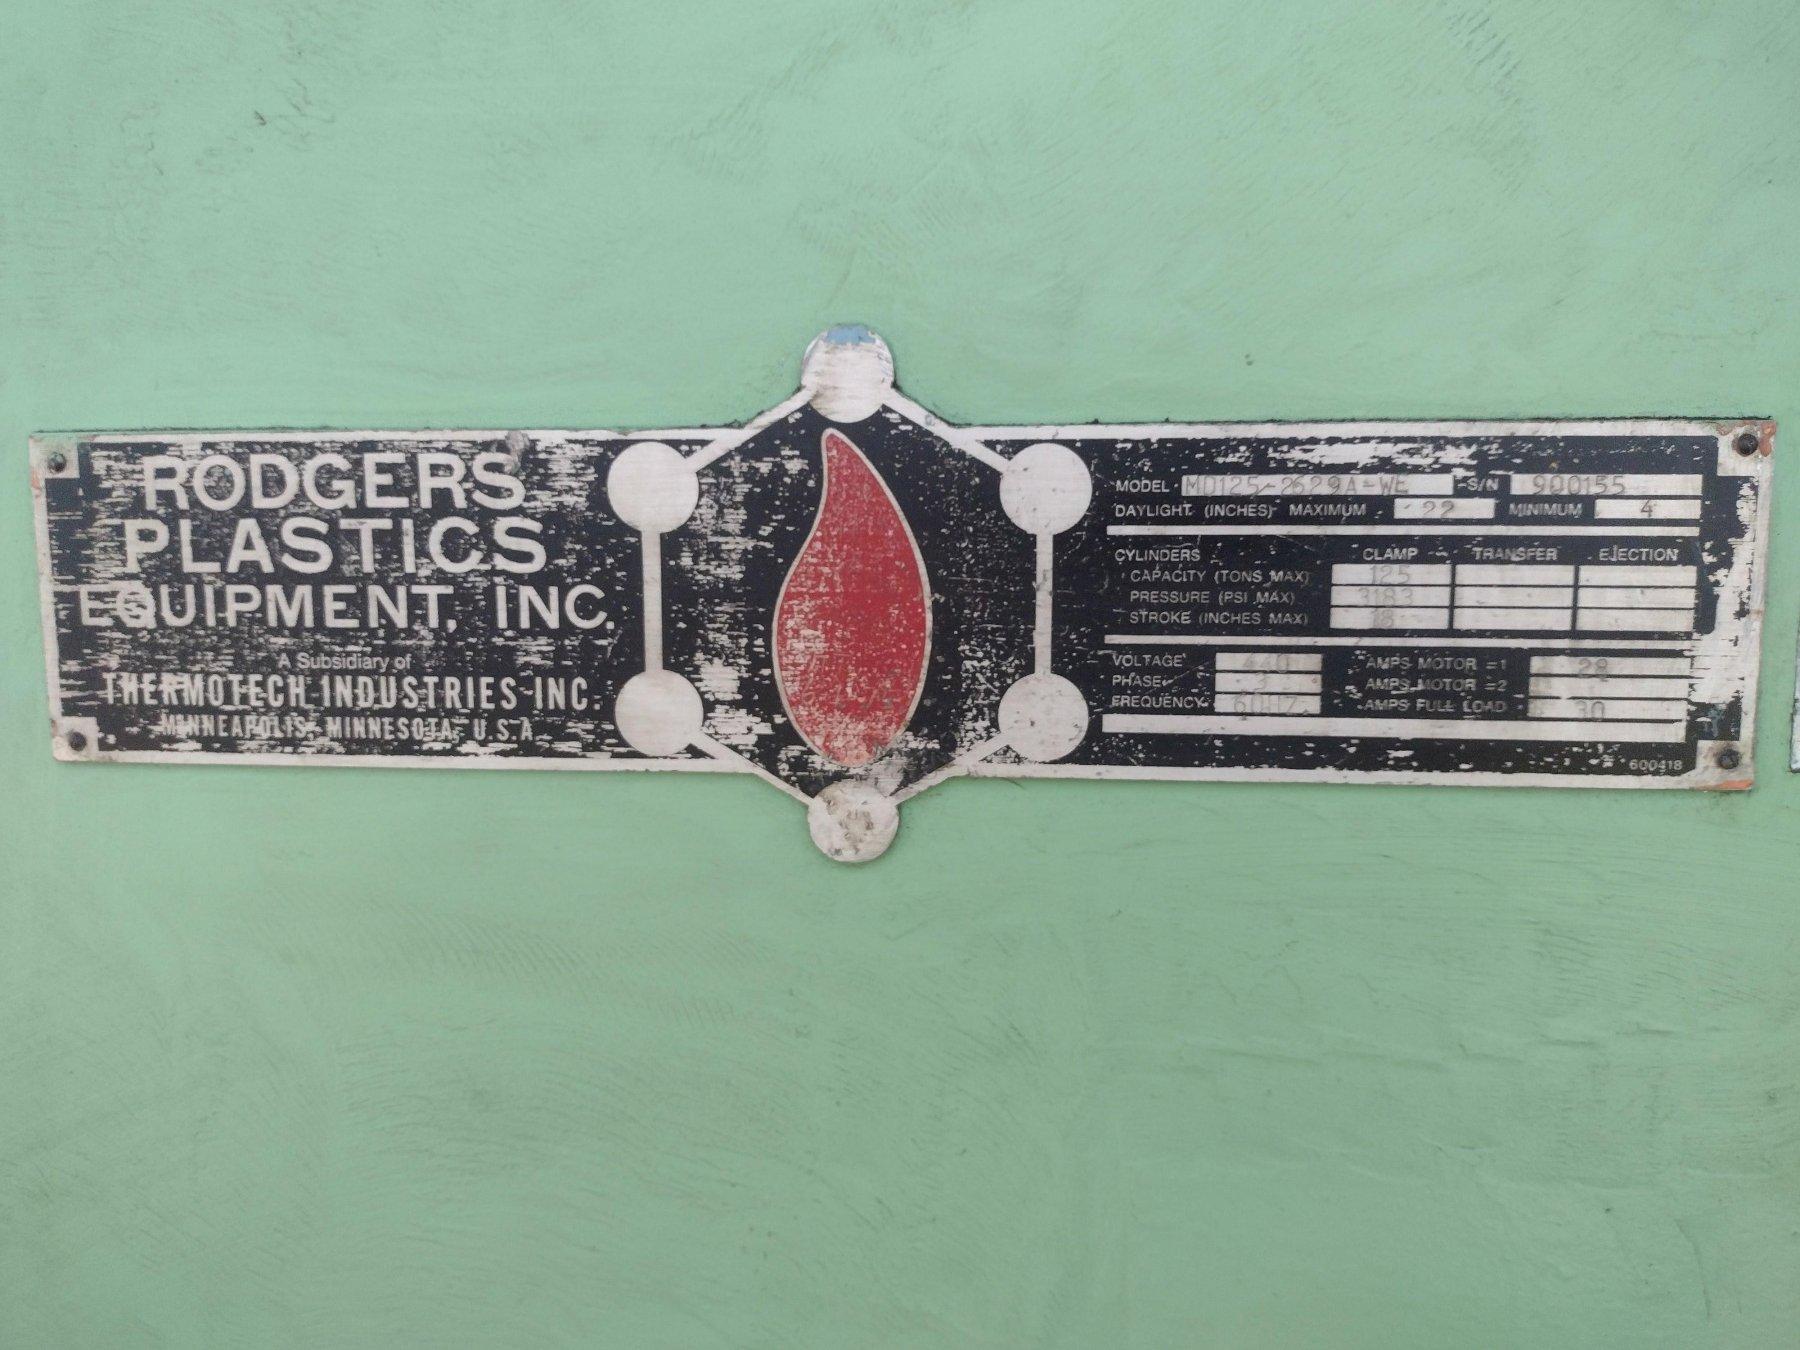 RODGERS
PLASTICS
EQUIPMENT, INC.
A Subsidiary of
THERMOTECH INDUSTRIES INC.
MINNEAPOLIS, MINNESOTA, U.S.A.
MODEL MD125-2629A-WE S/N 900155
DAYLIGHT (INCHES) MAXIMUM 22 MINIMUM 4
CYLINDERS CLAMP TRANSFER EJECTION
CAPACITY (TONS MAX) 125
PRESSURE (PSI MAX) 3183
STROKE (INCHES MAX) 18
VOLTAGE 440 AMPS MOTOR =1 28
PHASE 3 AMPS MOTOR =2
FREQUENCY 60HZ AMPS FULL LOAD 30
600418